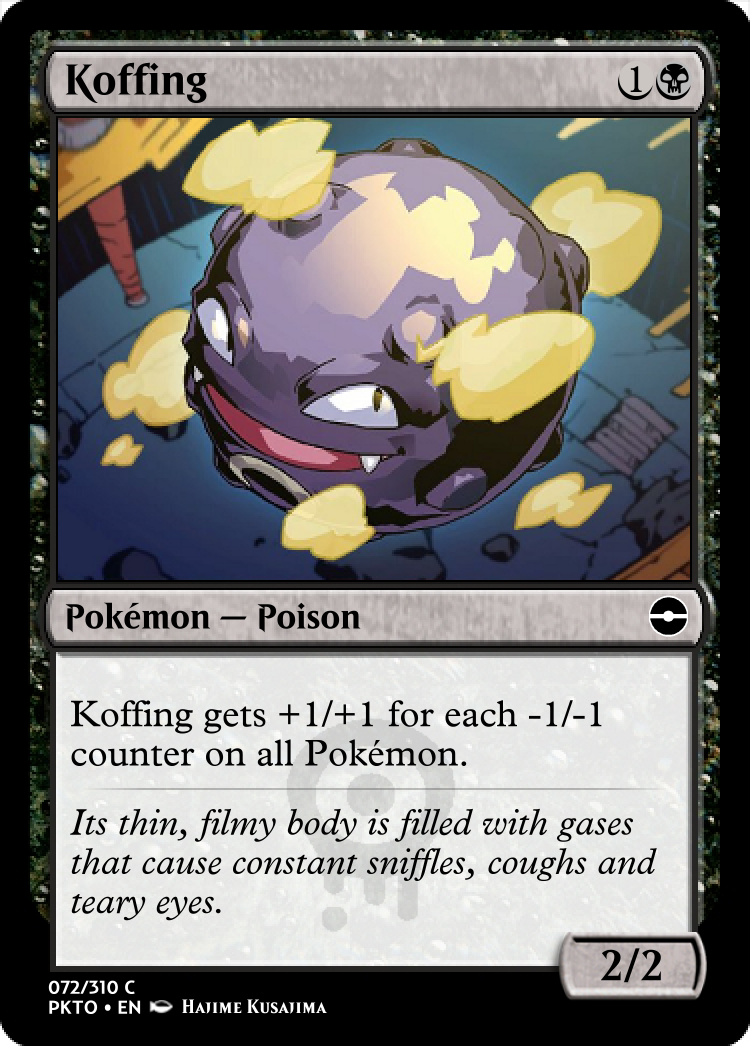 Koffing 1
Pokémon — Poison
Koffing gets +1/+1 for each -1/-1
counter on all Pokémon.
Its thin, filmy body is filled with gases
that cause constant sniffles, coughs and
teary eyes.
2/2
072/310 C
PKTO • EN Hajime Kusajima